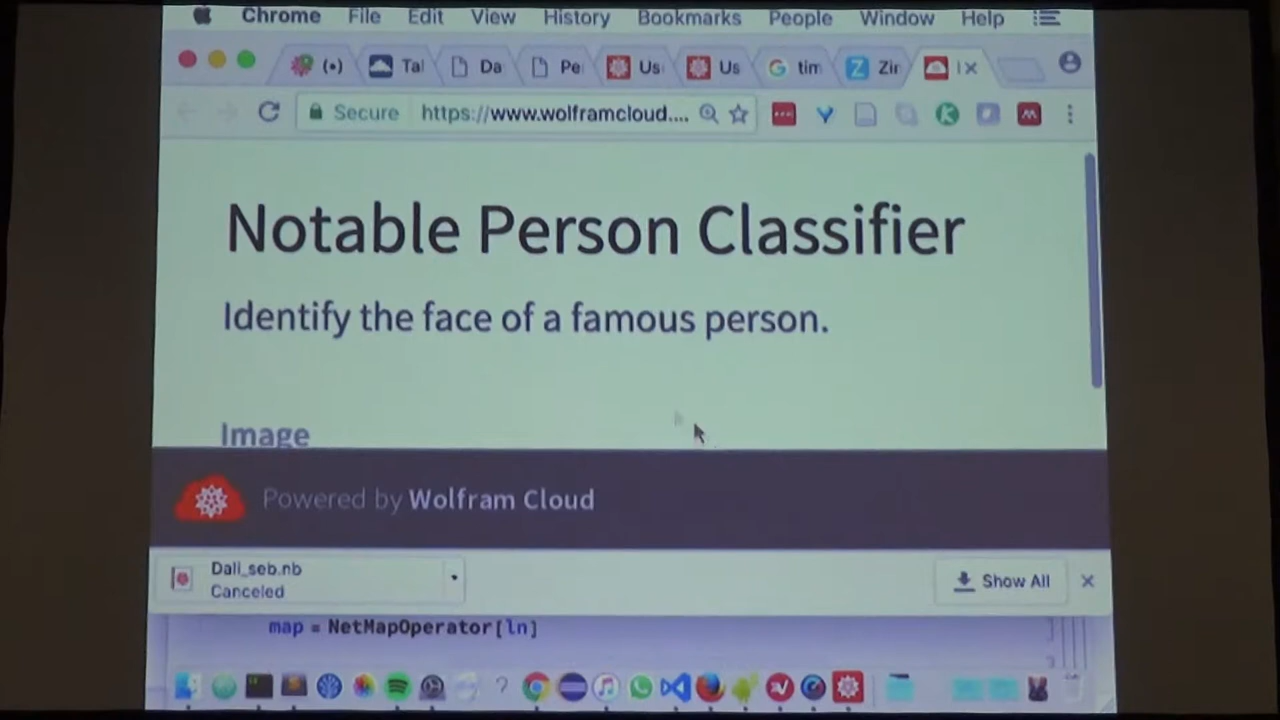 Chrome File Edit View History Bookmarks People Window Help
(•) Tal Da Pe Us Us tim Zir
Secure https://www.wolframcloud....
Notable Person Classifier
Identify the face of a famous person.
Image
Powered by Wolfram Cloud
Dali_seb.nb
Canceled
Show All
map = NetMapOperator[ln]